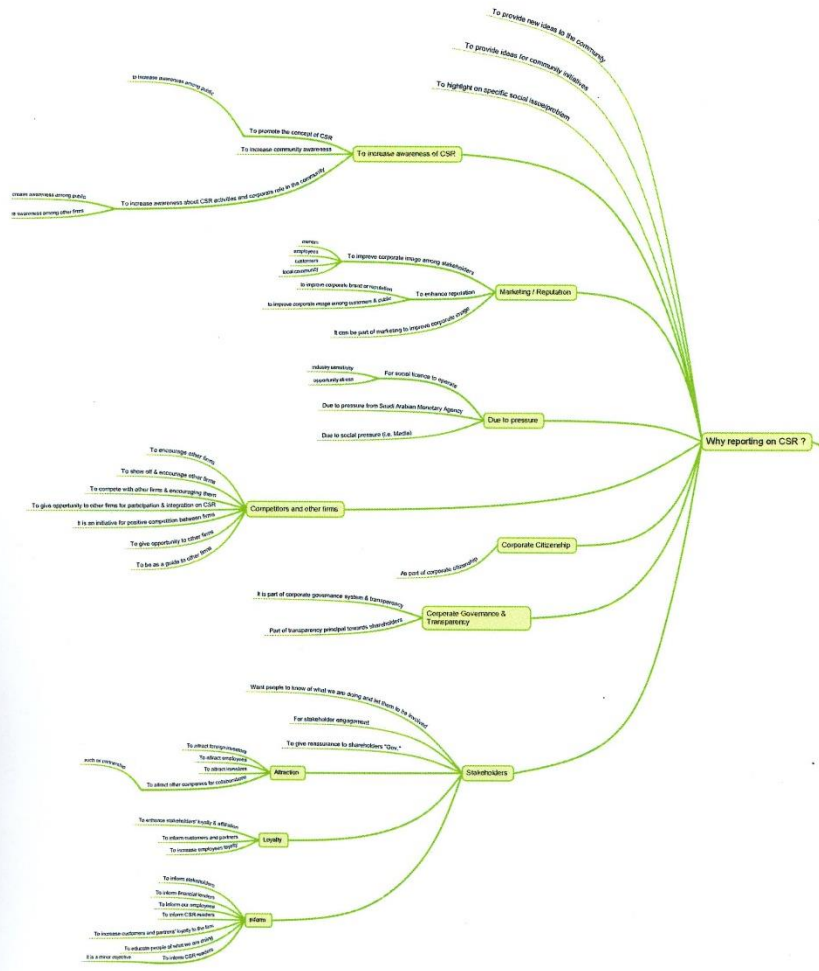 To provide new ideas to the community
To provide ideas for community initiatives
To highlight on specific social issue/problem
to increase awareness among public
To promote the concept of CSR
To increase community awareness
To increase awareness of CSR
To increase awareness about CSR activities and corporate role in the community
create awareness among public
awareness among other firms
owners
employees
customers
local community
To improve corporate image among stakeholders
to improve corporate brand or reputation
To enhance reputation
Marketing / Reputation
to improve corporate image among customers & public
It can be part of marketing to improve corporate image
industry sensitivity
For social licence to operate
Due to pressure from Saudi Arabian Monetary Agency
Due to pressure
Due to social pressure (i.e. Media)
Why reporting on CSR ?
To encourage other firms
To show off & encourage other firms
To compete with other firms & encouraging them
To give opportunity to other firms for participation & integration on CSR
Competitors and other firms
It is an initiative for positive competition between firms
To give opportunity to other firms
To be as a guide to other firms
Corporate Citizenship
As part of corporate citizenship
It is part of corporate governance system & transparency
Corporate Governance &
Transparency
Part of transparency principal towards shareholders
Want people to know of what we are doing and let them to be involved
For stakeholder engagement
To give reassurance to shareholders "Gov."
To attract foreign investors
To attract employees
To attract investors
such as partnership
To attract other companies for collaborations
Attraction
Stakeholders
To enhance stakeholders' loyalty & affiliation
To inform customers and partners
Loyalty
To increase employees loyalty
To inform stakeholders
To inform financial lenders
To inform our employees
To inform CSR readers
Inform
To increase customers and partners' loyalty to the firm
To educate people of what we are doing
It is a minor objective
To inform CSR readers